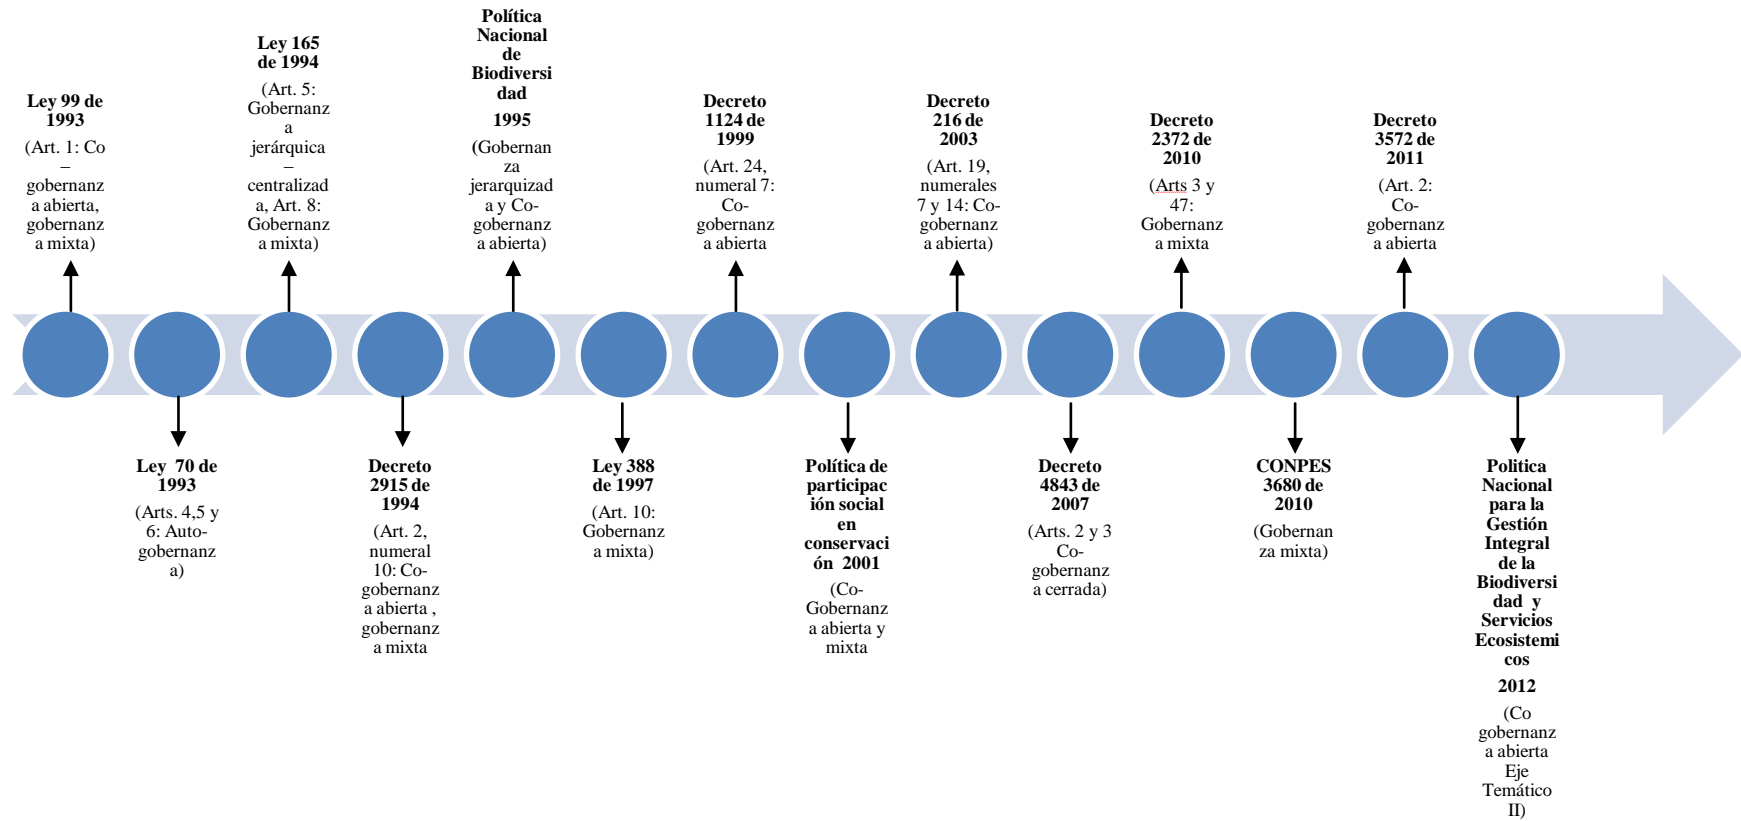 Ley 99 de
1993
(Art. 1: Co
–
gobernanz
a abierta,
gobernanz
a mixta)
Ley 165
de 1994
(Art. 5:
Gobernanz
a
jerárquica
–
centralizad
a, Art. 8:
Gobernanz
a mixta)
Política
Nacional
de
Biodiversi
dad
1995
(Gobernan
za
jerarquizad
a y Co-
gobernanz
a abierta)
Decreto
1124 de
1999
(Art. 24,
numeral 7:
Co-
gobernanz
a abierta
Decreto
216 de
2003
(Art. 19,
numerales
7 y 14: Co-
gobernanz
a abierta)
Decreto
2372 de
2010
(Arts 3 y
47:
Gobernanz
a mixta
Decreto
3572 de
2011
(Art. 2:
Co-
gobernanz
a abierta
Ley  70 de
1993
(Arts. 4,5 y
6: Auto-
gobernanz
a)
Decreto
2915 de
1994
(Art. 2,
numeral
10: Co-
gobernanz
a abierta ,
gobernanz
a mixta
Ley 388
de 1997
(Art. 10:
Gobernanz
a mixta)
Política de
participac
ión social
en
conservaci
ón  2001
(Co-
Gobernanz
a abierta y
mixta
Decreto
4843 de
2007
(Arts. 2 y 3
Co-
gobernanz
a cerrada)
CONPES
3680 de
2010
(Gobernan
za mixta)
Politica
Nacional
para la
Gestión
Integral
de la
Biodiversi
dad  y
Servicios
Ecosistemi
cos
2012
(Co
gobernanz
a abierta
Eje
Temático
II)